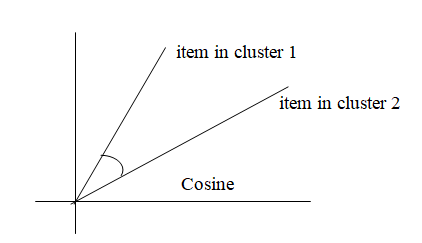 item in cluster 1
item in cluster 2
Cosine